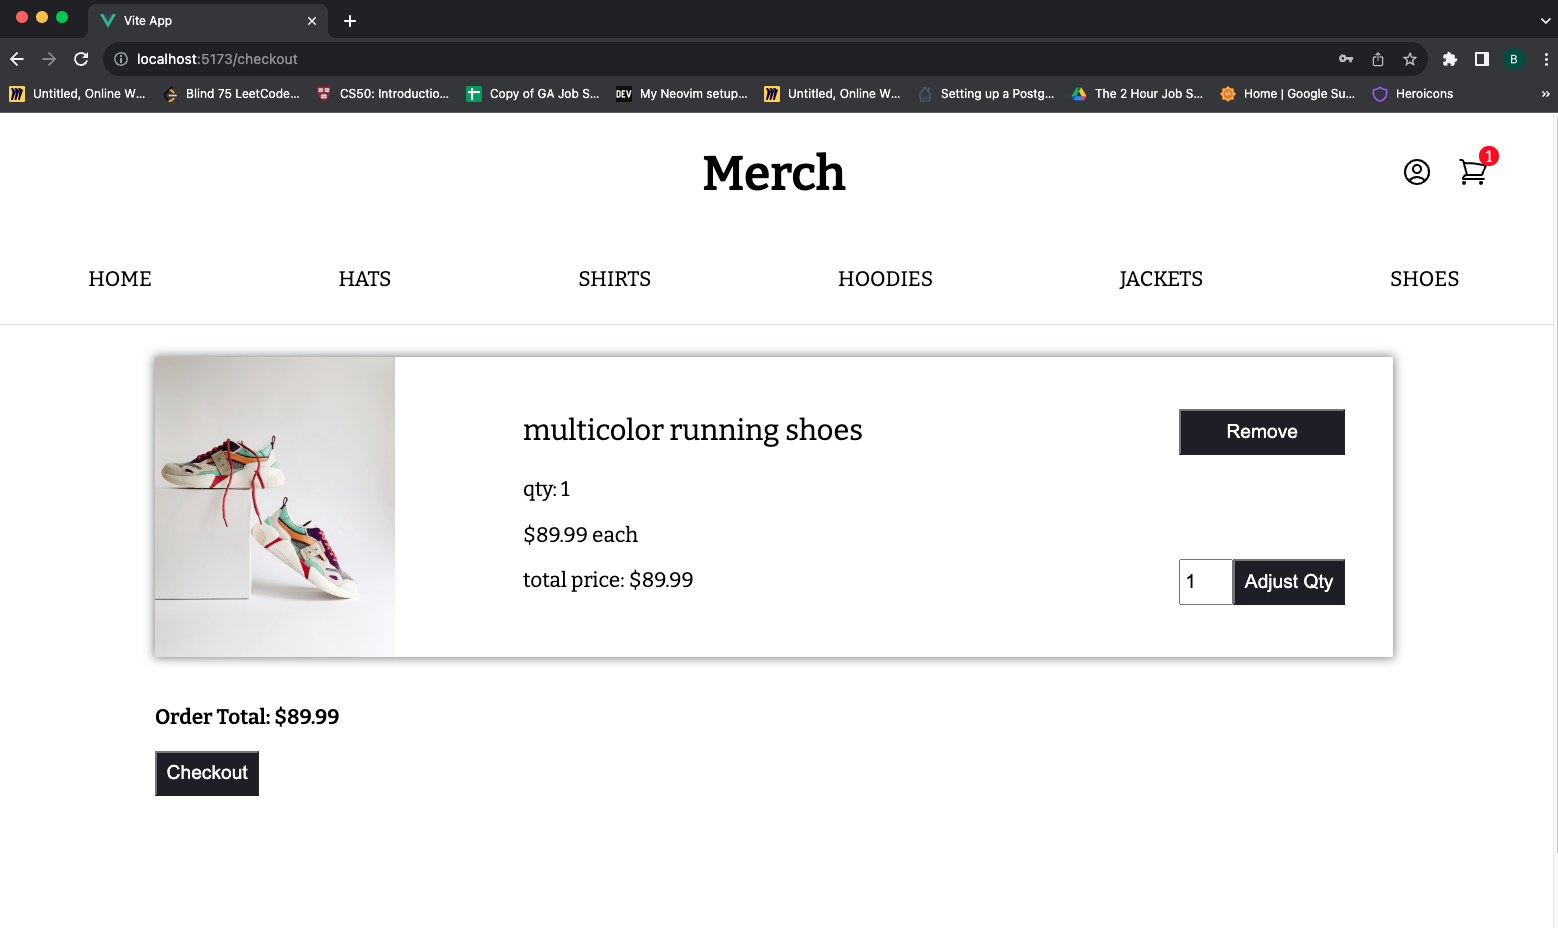 Vite App
localhost:5173/checkout
B
Untitled, Online W...
Blind 75 LeetCode...
CS50: Introductio...
Copy of GA Job S...
DEV
My Neovim setup...
Untitled, Online W...
Setting up a Postg...
The 2 Hour Job S...
Home | Google Su...
Heroicons
»
Merch
1
HOME
HATS
SHIRTS
HOODIES
JACKETS
SHOES
multicolor running shoes
Remove
qty: 1
$89.99 each
total price: $89.99
1
Adjust Qty
Order Total: $89.99
Checkout